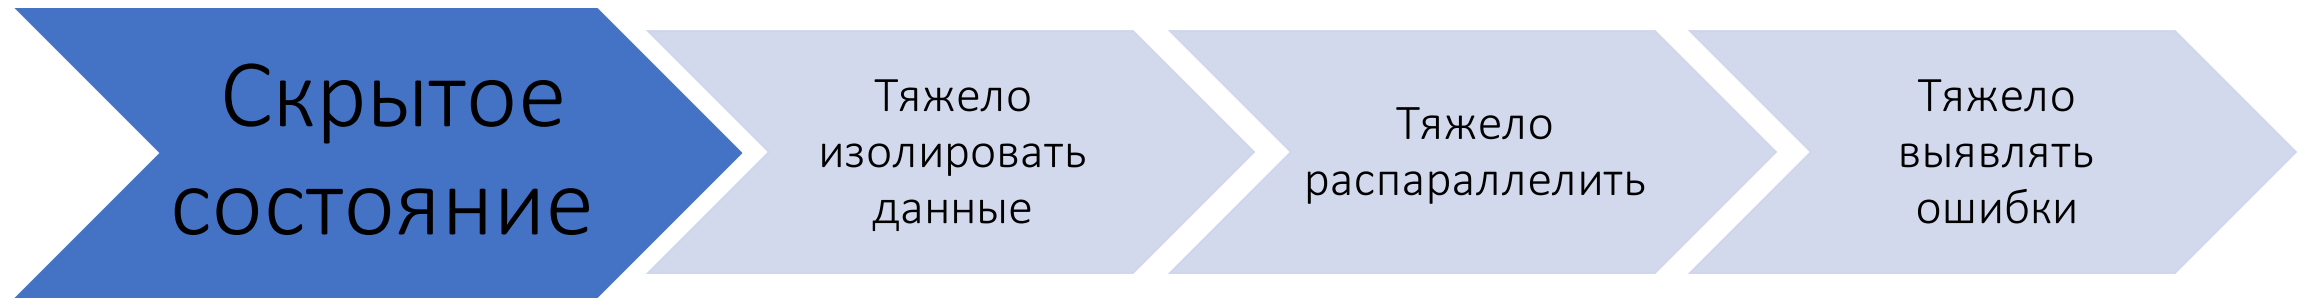 Скрытое
состояние
Тяжело
изолировать
данные
Тяжело
распараллелить
Тяжело
выявлять
ошибки